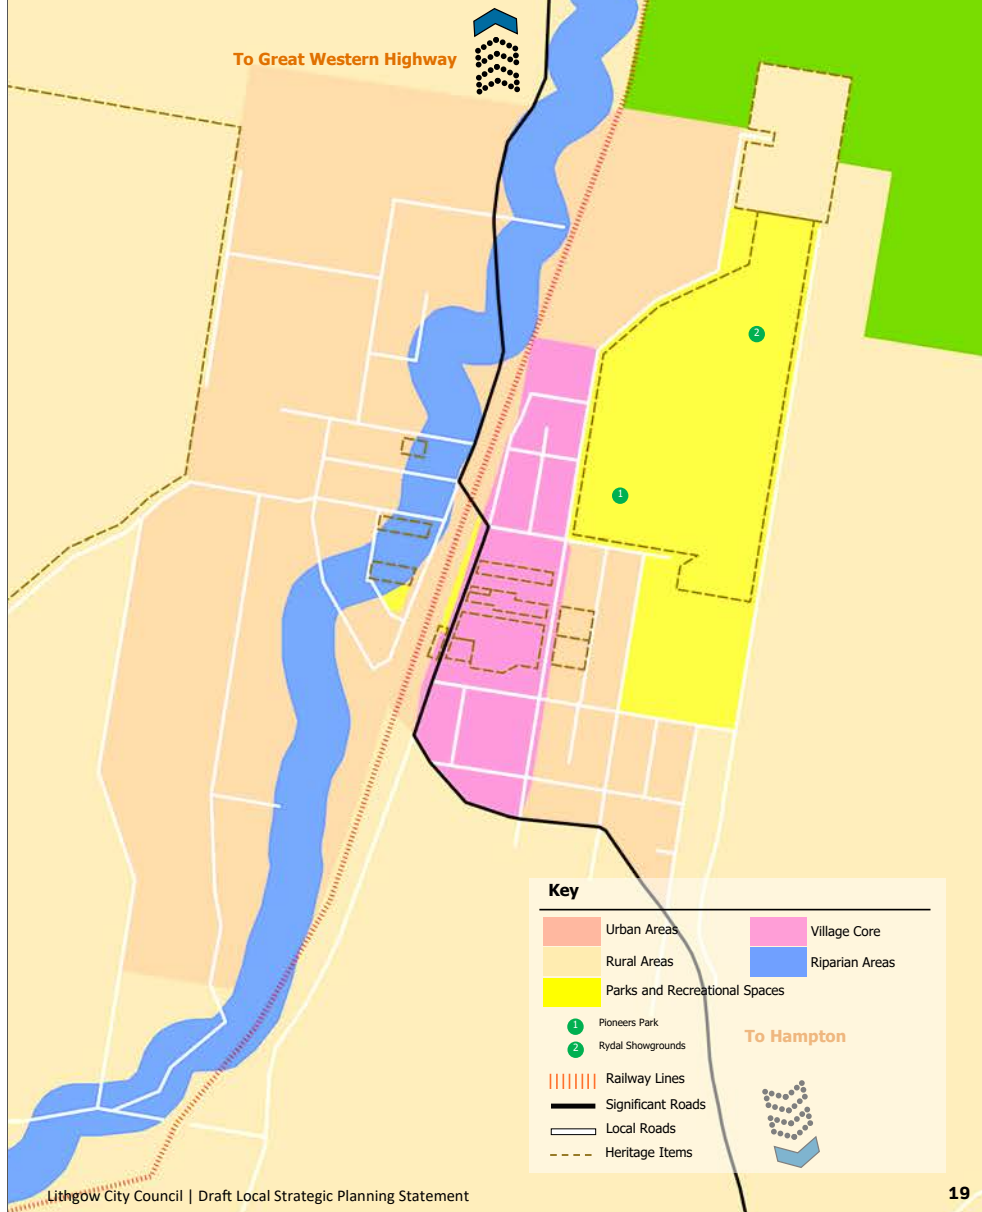 To Great Western Highway
2
1
Key
Urban Areas
Village Core
Rural Areas
Riparian Areas
Parks and Recreational Spaces
1 Pioneers Park
2 Rydal Showgrounds
To Hampton
Railway Lines
Significant Roads
Local Roads
Heritage Items
Lithgow City Council | Draft Local Strategic Planning Statement
19